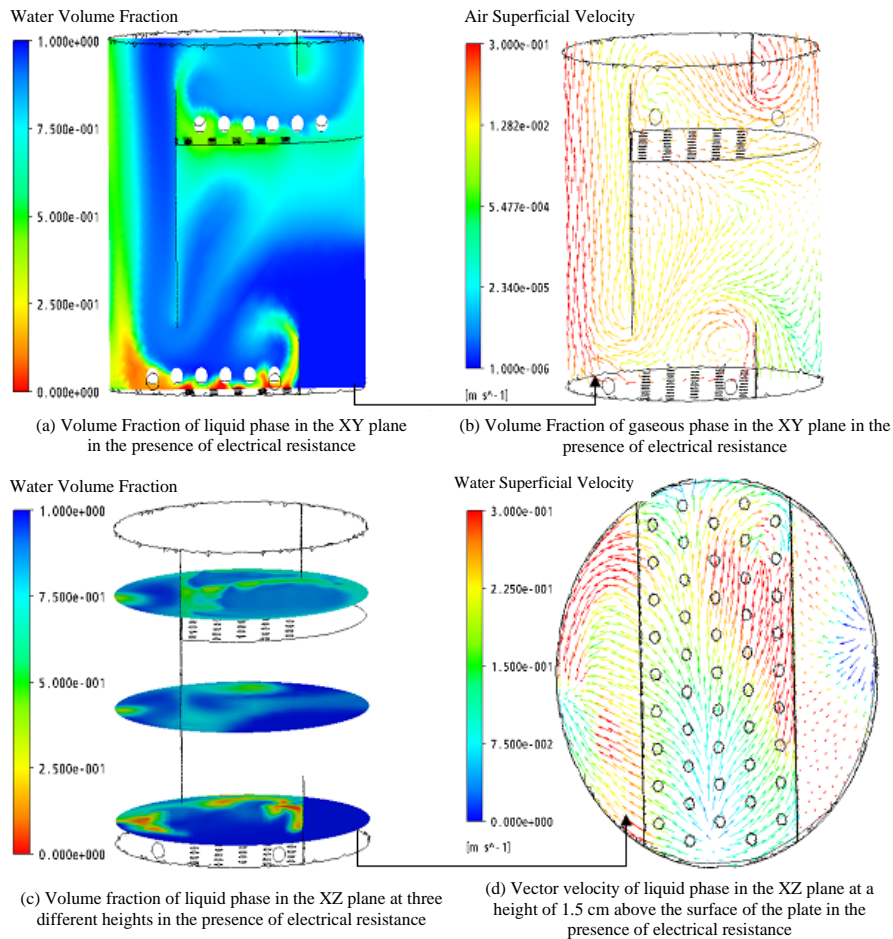 Water Volume Fraction
1.000e+000
7.500e-001
5.000e-001
2.500e-001
0.000e+000
Air Superficial Velocity
3.000e-001
1.282e-002
5.477e-004
2.340e-005
1.000e-006
[m s^-1]
(a) Volume Fraction of liquid phase in the XY plane
in the presence of electrical resistance
(b) Volume Fraction of gaseous phase in the XY plane in the
presence of electrical resistance
Water Volume Fraction
1.000e+000
7.500e-001
5.000e-001
2.500e-001
0.000e+000
Water Superficial Velocity
3.000e-001
2.250e-001
1.500e-001
7.500e-002
0.000e+000
[m s^-1]
(c) Volume fraction of liquid phase in the XZ plane at three
different heights in the presence of electrical resistance
(d) Vector velocity of liquid phase in the XZ plane at a
height of 1.5 cm above the surface of the plate in the
presence of electrical resistance